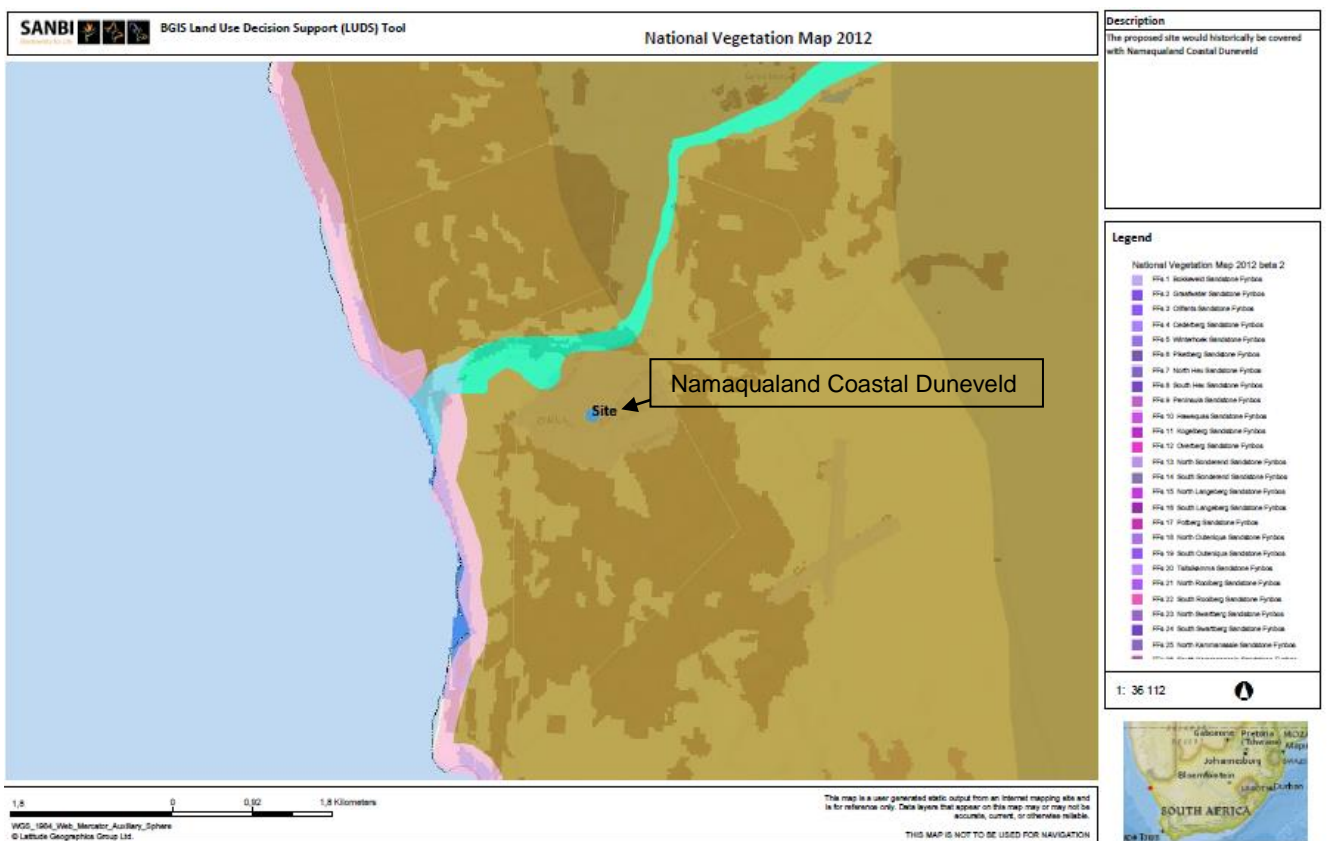 SANBI
BGIS Land Use Decision Support (LUDS) Tool
National Vegetation Map 2012
Description
The proposed site would historically be covered
with Namaqualand Coastal Duneveld
Namaqualand Coastal Duneveld
Site
Legend
National Vegetation Map 2012 beta 2
FFs 1 Bokkeveld Sandstone Fynbos
FFs 2 Graafwater Sandstone Fynbos
FFs 3 Olifants Sandstone Fynbos
FFs 4 Cederberg Sandstone Fynbos
FFs 5 Winterhoek Sandstone Fynbos
FFs 6 Piketberg Sandstone Fynbos
FFs 7 North Hex Sandstone Fynbos
FFs 8 South Hex Sandstone Fynbos
FFs 9 Peninsula Sandstone Fynbos
FFs 10 Hawequas Sandstone Fynbos
FFs 11 Kogelberg Sandstone Fynbos
FFs 12 Overberg Sandstone Fynbos
FFs 13 North Sonderend Sandstone Fynbos
FFs 14 South Sonderend Sandstone Fynbos
FFs 15 North Langeberg Sandstone Fynbos
FFs 16 South Langeberg Sandstone Fynbos
FFs 17 Potberg Sandstone Fynbos
FFs 18 North Outeniqua Sandstone Fynbos
FFs 19 South Outeniqua Sandstone Fynbos
FFs 20 Tsitsikamma Sandstone Fynbos
FFs 21 North Rooiberg Sandstone Fynbos
FFs 22 South Rooiberg Sandstone Fynbos
FFs 23 North Swartberg Sandstone Fynbos
FFs 24 South Swartberg Sandstone Fynbos
FFs 25 North Kammanassie Sandstone Fynbos
1: 36 112
Gaborone Pretoria
(Tshwane)
Johannesburg
Bloemfontein
Durban
SOUTH AFRICA
1,8 0 0,92 1,8 Kilometers
WGS_1984_Web_Mercator_Auxiliary_Sphere
© Latitude Geographics Group Ltd.
This map is a user generated static output from an Internet mapping site and
is for reference only. Data layers that appear on this map may or may not be
accurate, current, or otherwise reliable.
THIS MAP IS NOT TO BE USED FOR NAVIGATION